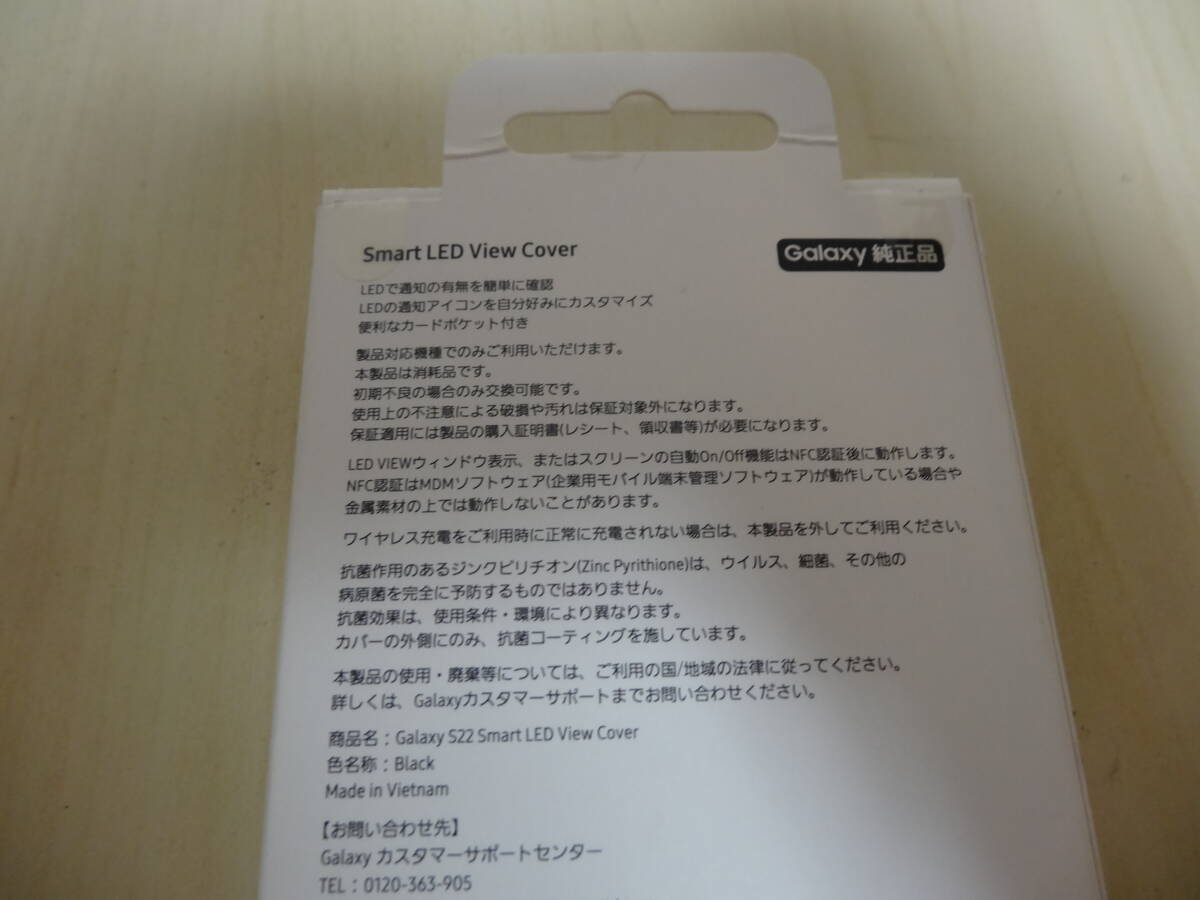 Smart LED View Cover
Galaxy 純正品
LEDで通知の有無を簡単に確認
LEDの通知アイコンを自分好みにカスタマイズ
便利なカードポケット付き
製品対応機種でのみご利用いただけます。
本製品は消耗品です。
初期不良の場合のみ交換可能です。
使用上の不注意による破損や汚れは保証対象外になります。
保証適用には製品の購入証明書(レシート、領収書等)が必要になります。
LED VIEWウィンドウ表示、またはスクリーンの自動On/Off機能はNFC認証後に動作します。
NFC認証はMDMソフトウェア(企業用モバイル端末管理ソフトウェア)が動作している場合や
金属素材の上では動作しないことがあります。
ワイヤレス充電をご利用時に正常に充電されない場合は、本製品を外してご利用ください。
抗菌作用のあるジンクピリチオン(Zinc Pyrithione)は、ウイルス、細菌、その他の
病原菌を完全に予防するものではありません。
抗菌効果は、使用条件・環境により異なります。
カバーの外側にのみ、抗菌コーティングを施しています。
本製品の使用・廃棄等については、ご利用の国/地域の法律に従ってください。
詳しくは、Galaxyカスタマーサポートまでお問い合わせください。
商品名：Galaxy S22 Smart LED View Cover
色名称：Black
Made in Vietnam
【お問い合わせ先】
Galaxy カスタマーサポートセンター
TEL：0120-363-905